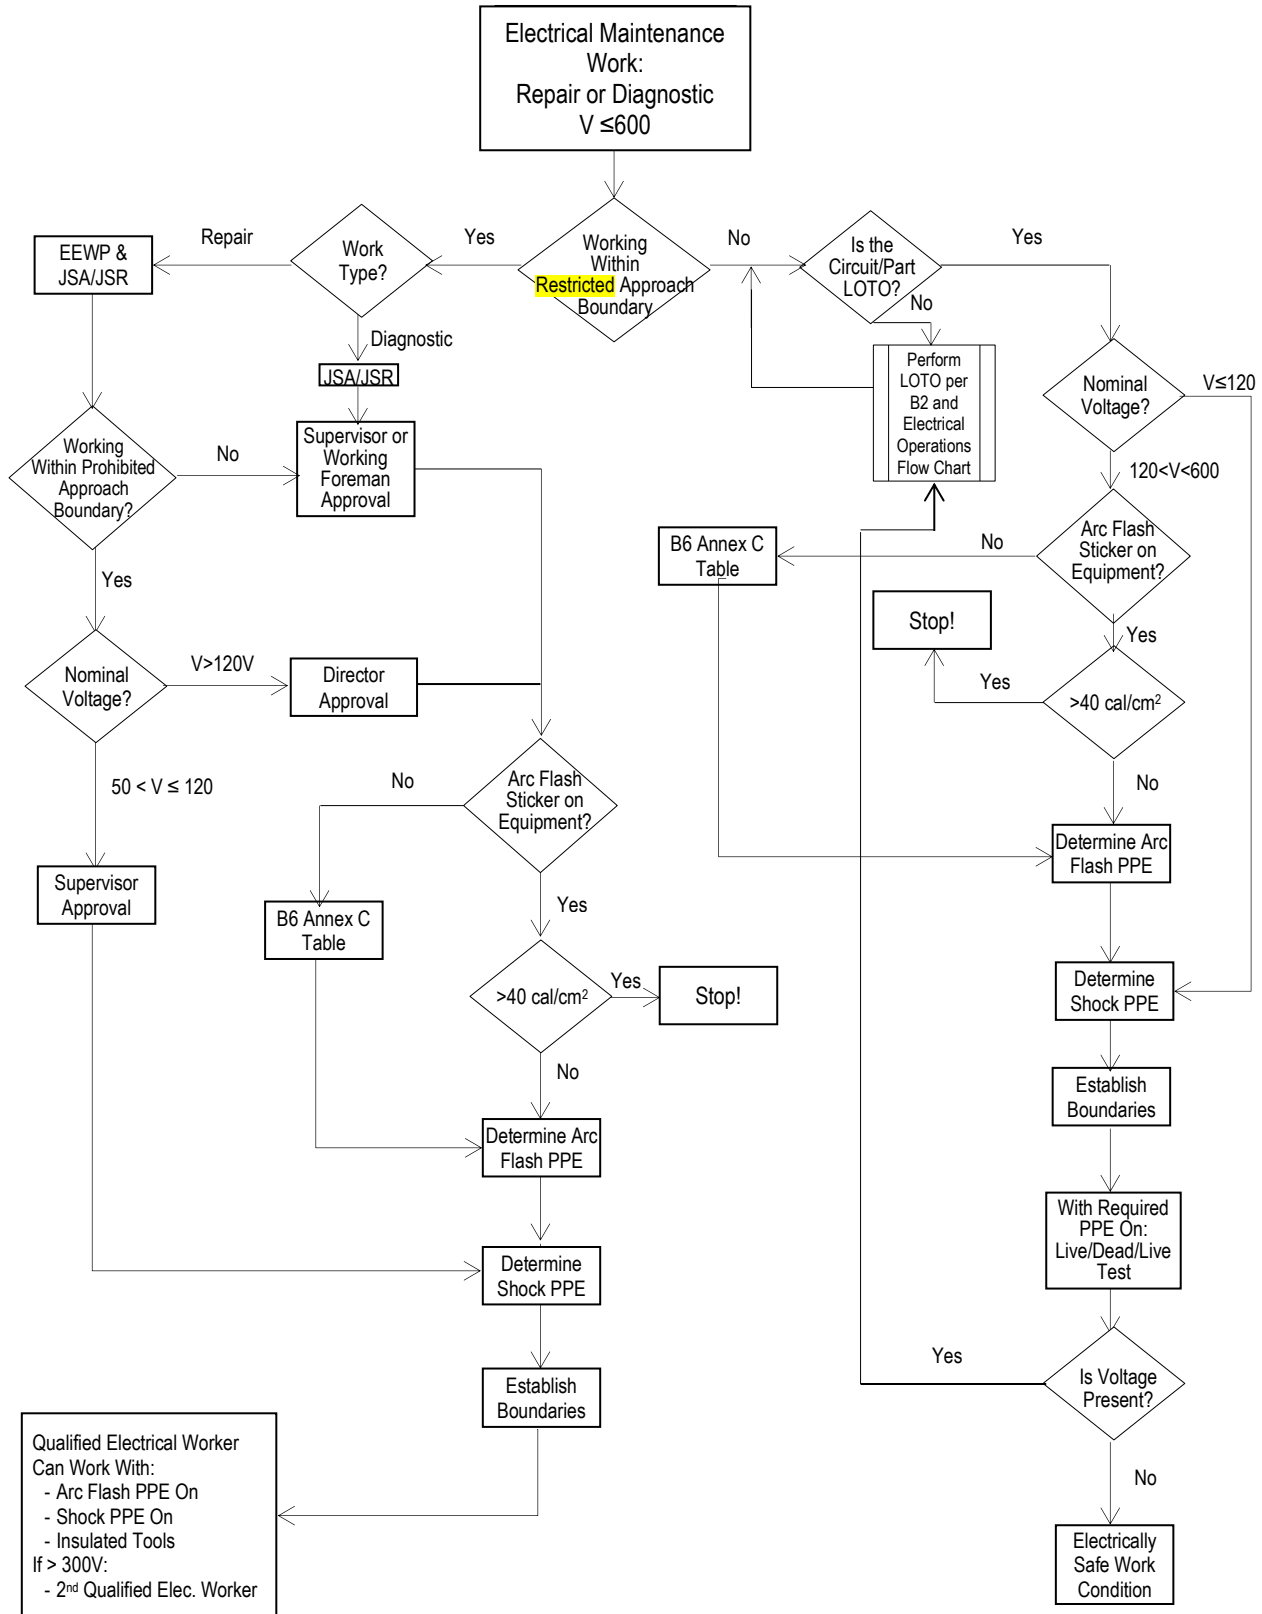 Electrical Maintenance
Work:
Repair or Diagnostic
V ≤600
Working
Within
Restricted Approach
Boundary
Yes
No
Work
Type?
Repair
Diagnostic
EEWP &
JSA/JSR
JSA/JSR
Supervisor or
Working
Foreman
Approval
Working
Within Prohibited
Approach
Boundary?
No
Yes
Nominal
Voltage?
V>120V
Director
Approval
50 < V ≤ 120
Supervisor
Approval
Arc Flash
Sticker on
Equipment?
No
Yes
B6 Annex C
Table
>40 cal/cm²
Yes
Stop!
No
Determine Arc
Flash PPE
Determine
Shock PPE
Establish
Boundaries
Qualified Electrical Worker
Can Work With:
- Arc Flash PPE On
- Shock PPE On
- Insulated Tools
If > 300V:
- 2nd Qualified Elec. Worker
Is the
Circuit/Part
LOTO?
Yes
No
Perform
LOTO per
B2 and
Electrical
Operations
Flow Chart
Nominal
Voltage?
V≤120
120<V<600
Arc Flash
Sticker on
Equipment?
No
B6 Annex C
Table
Yes
>40 cal/cm²
Yes
Stop!
No
Determine Arc
Flash PPE
Determine
Shock PPE
Establish
Boundaries
With Required
PPE On:
Live/Dead/Live
Test
Is Voltage
Present?
Yes
No
Electrically
Safe Work
Condition